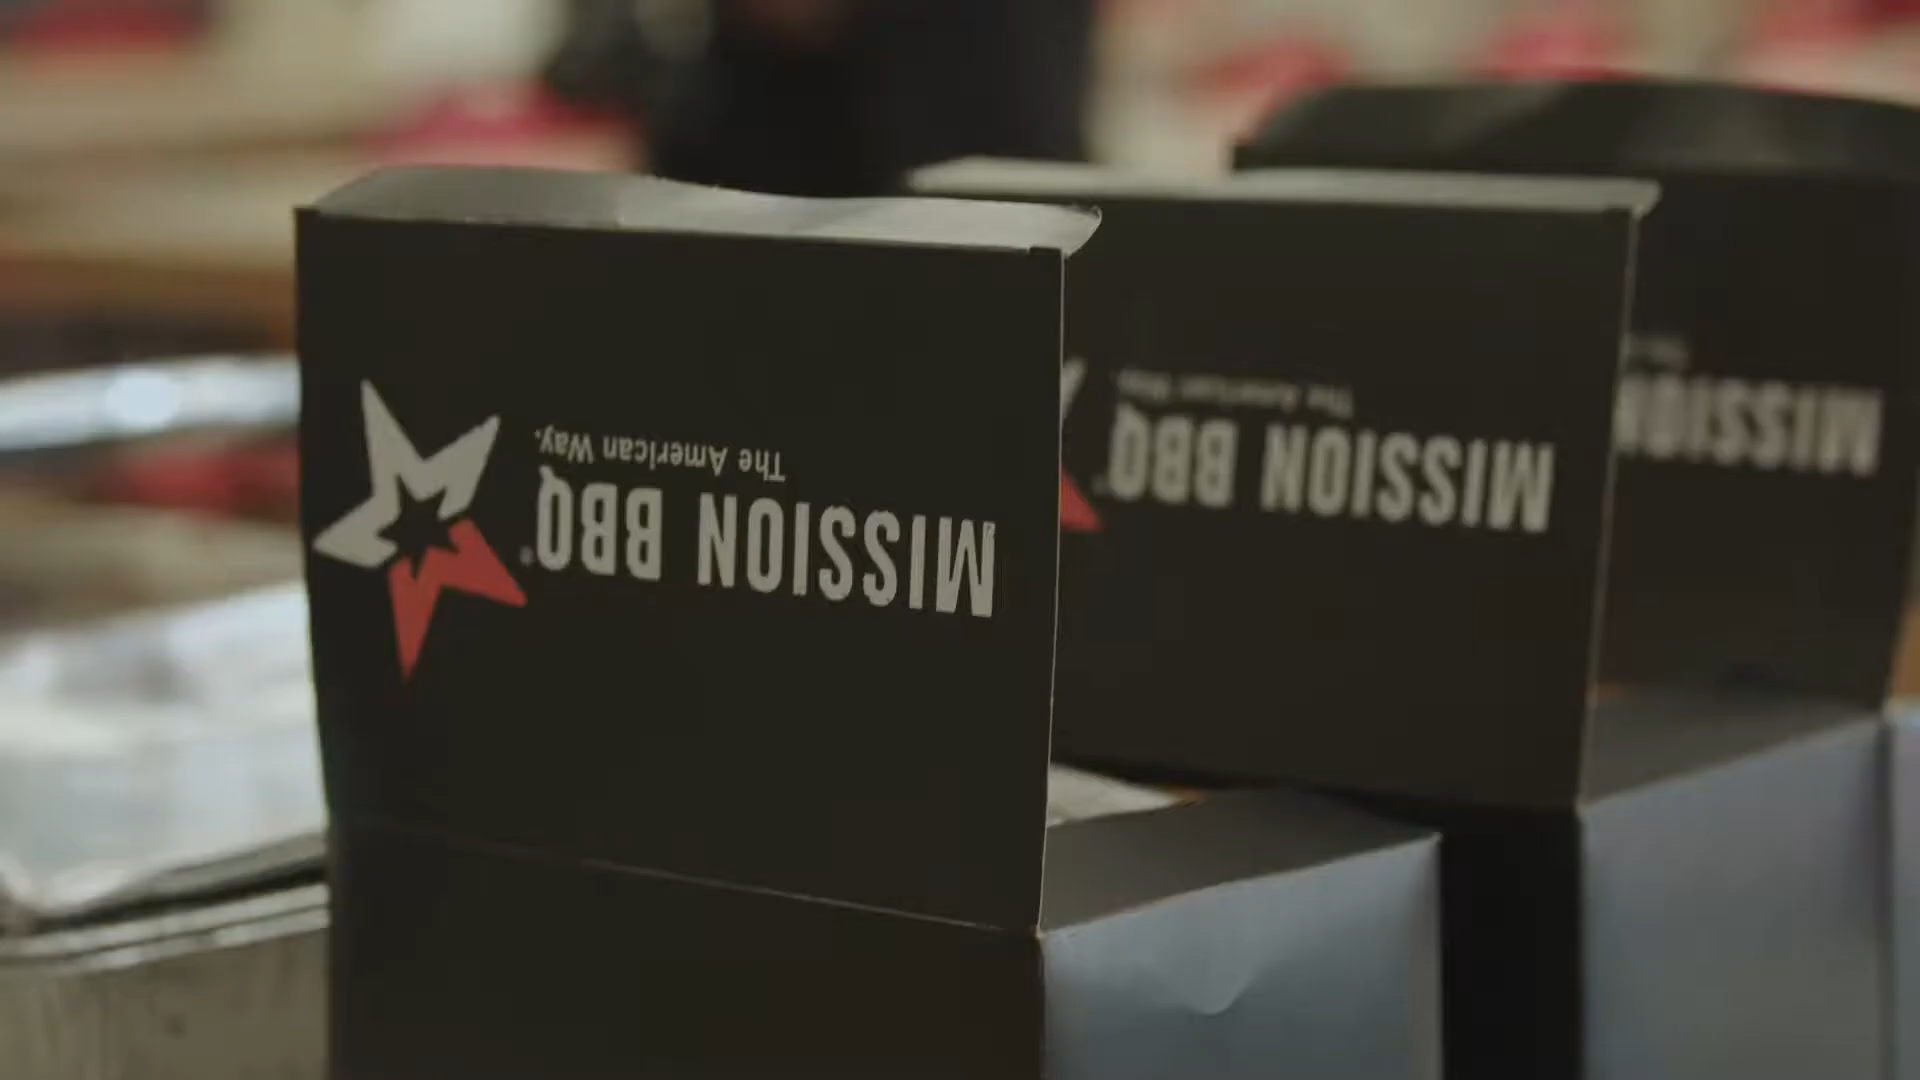 MISSION BBQ
The American Way.
MISSION BBQ
The American Way
MISSION